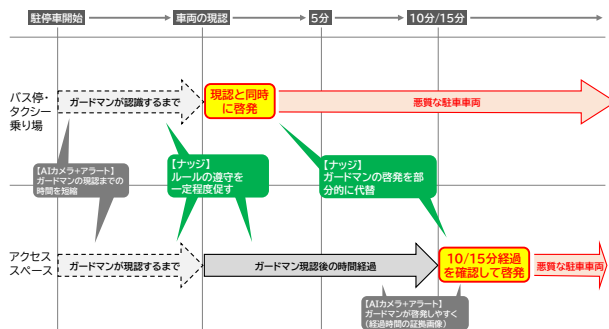 駐停車開始
車両の現認
5分
10分/15分
バス停・
タクシー
乗り場
ガードマンが認識するまで
現認と同時
に啓発
悪質な駐車車両
【AIカメラ+アラート】
ガードマンの現認までの
時間を短縮
【ナッジ】
ルールの遵守を
一定程度促す
【ナッジ】
ガードマンの啓発を部
分的に代替
アクセス
スペース
ガードマンが現認するまで
ガードマン現認後の時間経過
10/15分経過
を確認して啓発
悪質な駐車車両
【AIカメラ+アラート】
ガードマンが啓発しやすく
（経過時間の証拠画像）